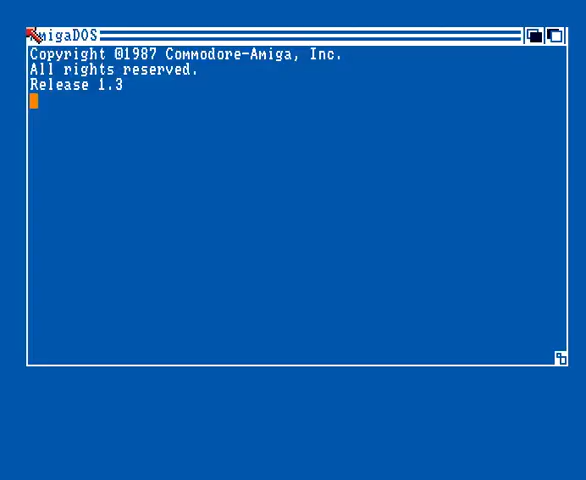 AmigaDOS
Copyright ©1987 Commodore-Amiga, Inc.
All rights reserved.
Release 1.3